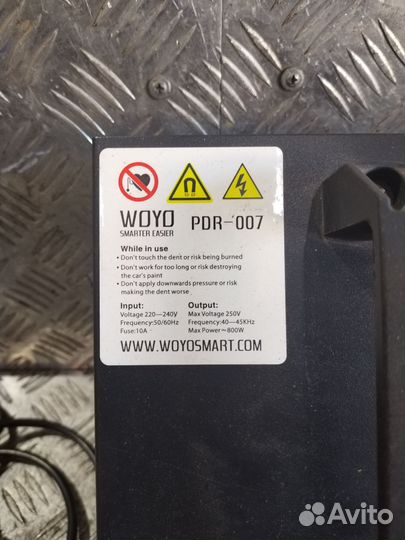 WOYO
SMARTER EASIER
PDR-007
While in use
• Don't touch the dent or risk being burned
• Don't work for too long or risk destroying
the car's paint
• Don't apply downwards pressure or risk
making the dent worse
Input:
Voltage 220—240V
Frequency:50/60Hz
Fuse:10A
Output:
Max Voltage 250V
Frequency:40—45KHz
Max Power≈800W
WWW.WOYOSMART.COM
Avito